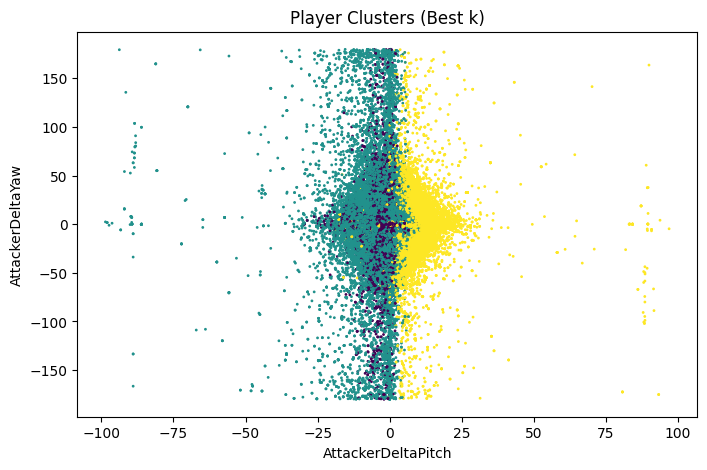 Player Clusters (Best k)
AttackerDeltaYaw
150
100
50
0
−50
−100
−150
−100 −75 −50 −25 0 25 50 75 100
AttackerDeltaPitch